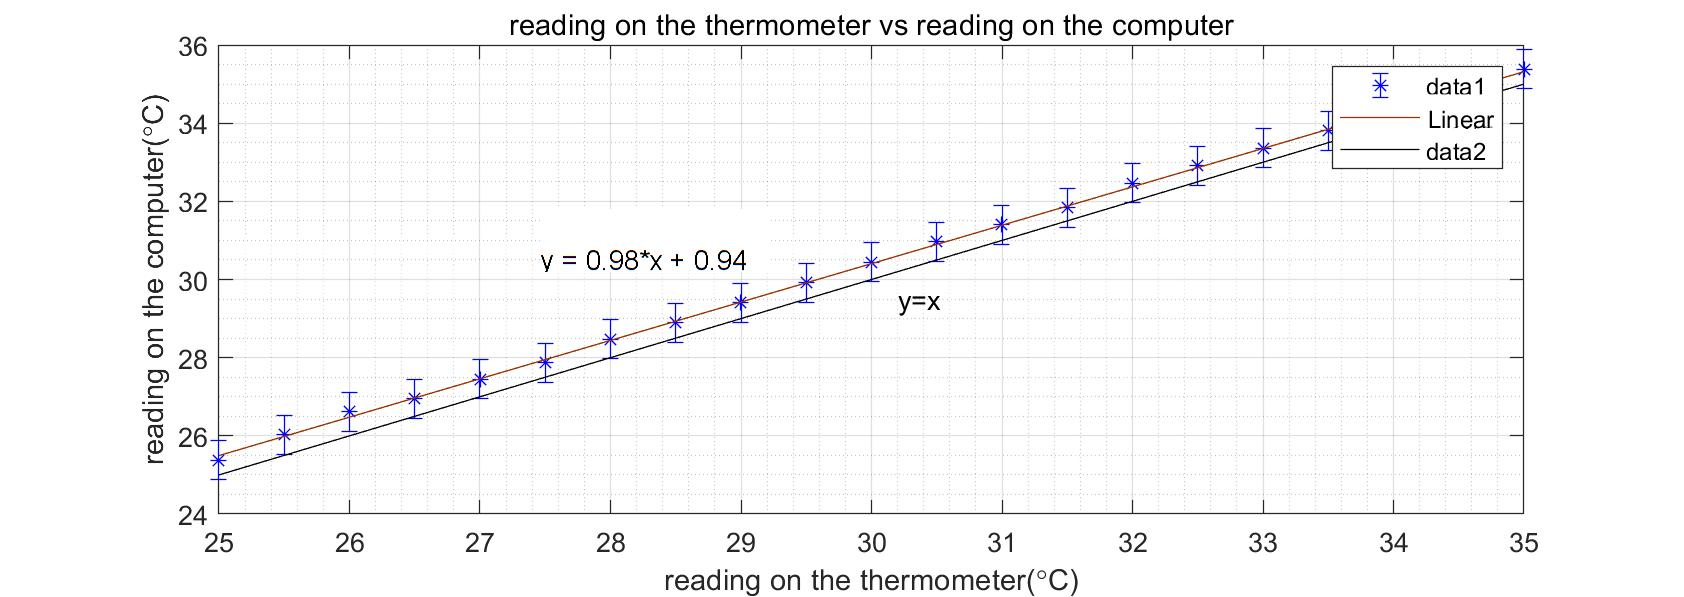 reading on the thermometer vs reading on the computer
36
34
32
30
28
26
24
reading on the computer(°C)
data1
Linear
data2
y = 0.98*x + 0.94
y=x
25 26 27 28 29 30 31 32 33 34 35
reading on the thermometer(°C)